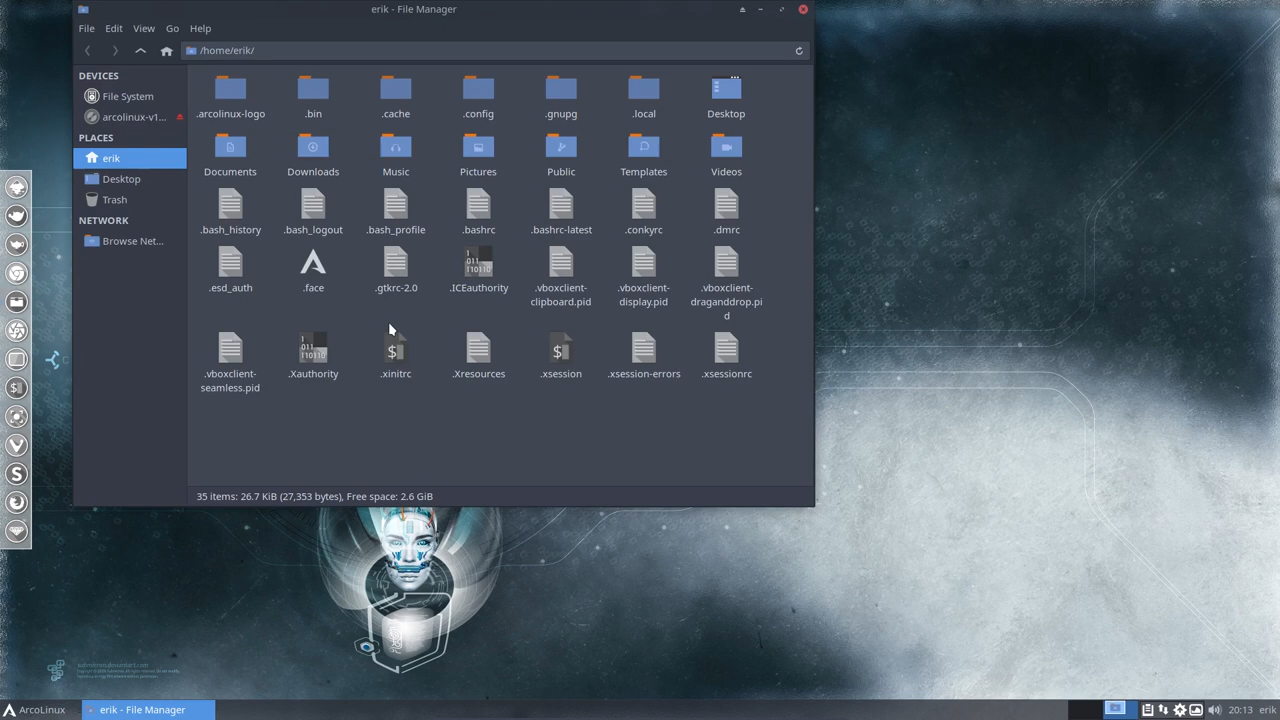 erik - File Manager
File Edit View Go Help
/home/erik/
DEVICES
File System
arcolinux-v1...
PLACES
erik
Desktop
Trash
NETWORK
Browse Net...
.arcolinux-logo .bin .cache .config .gnupg .local Desktop
Documents Downloads Music Pictures Public Templates Videos
.bash_history .bash_logout .bash_profile .bashrc .bashrc-latest .conkyrc .dmrc
.esd_auth .face .gtkrc-2.0 .ICEauthority .vboxclient-clipboard.pid .vboxclient-display.pid .vboxclient-draganddrop.pid
.vboxclient-seamless.pid .Xauthority .xinitrc .Xresources .xsession .xsession-errors .xsessionrc
35 items: 26.7 KiB (27,353 bytes), Free space: 2.6 GiB
ArcoLinux
erik - File Manager
20:13 erik